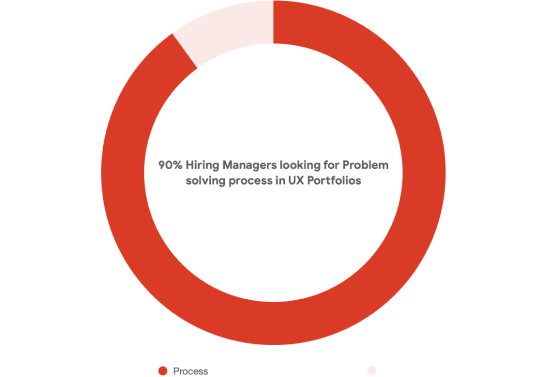 90% Hiring Managers looking for Problem
solving process in UX Portfolios
Process